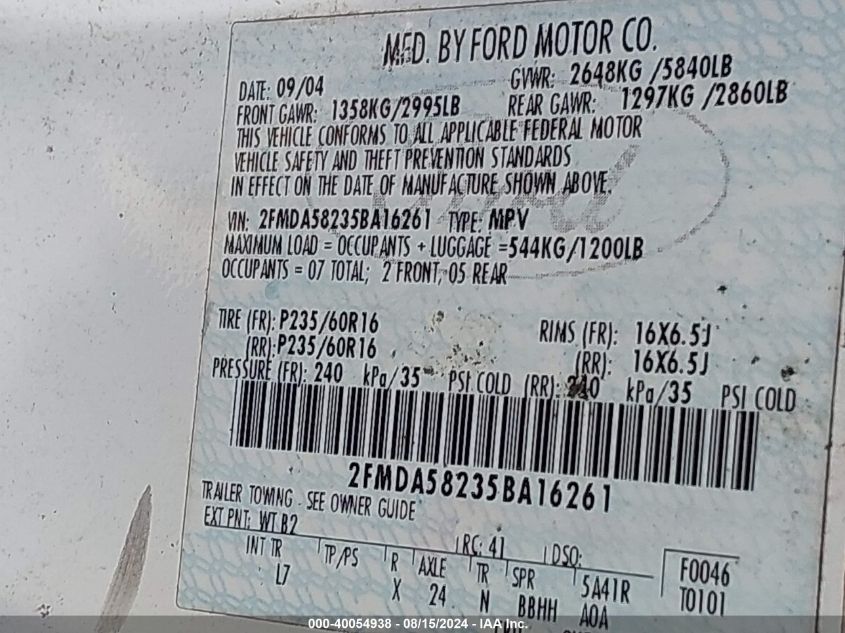 MFD. BY FORD MOTOR CO.
DATE: 09/04 GVWR: 2648KG /5840LB
FRONT GAWR: 1358KG/2995LB REAR GAWR: 1297KG /2860LB
THIS VEHICLE CONFORMS TO ALL APPLICABLE FEDERAL MOTOR
VEHICLE SAFETY AND THEFT PREVENTION STANDARDS
IN EFFECT ON THE DATE OF MANUFACTURE SHOWN ABOVE.
VIN: 2FMDA58235BA16261 TYPE: MPV
MAXIMUM LOAD = OCCUPANTS + LUGGAGE =544KG/1200LB
OCCUPANTS = 07 TOTAL; 2 FRONT, 05 REAR
TIRE (FR): P235/60R16 RIMS (FR): 16X6.5J
(RR):P235/60R16 (RR): 16X6.5J
PRESSURE (FR): 240 kPa/35 PSI COLD (RR): 240 kPa/35 PSI COLD
2FMDA58235BA16261
TRAILER TOWING - SEE OWNER GUIDE
EXT PNT: WT B2 RC: 41 DSO: F0046
INT TR TP/PS R AXLE TR SPR 5A41R T0101
L7 X 24 N BBHH AOA
000-40054938 - 08/15/2024 - IAA Inc.